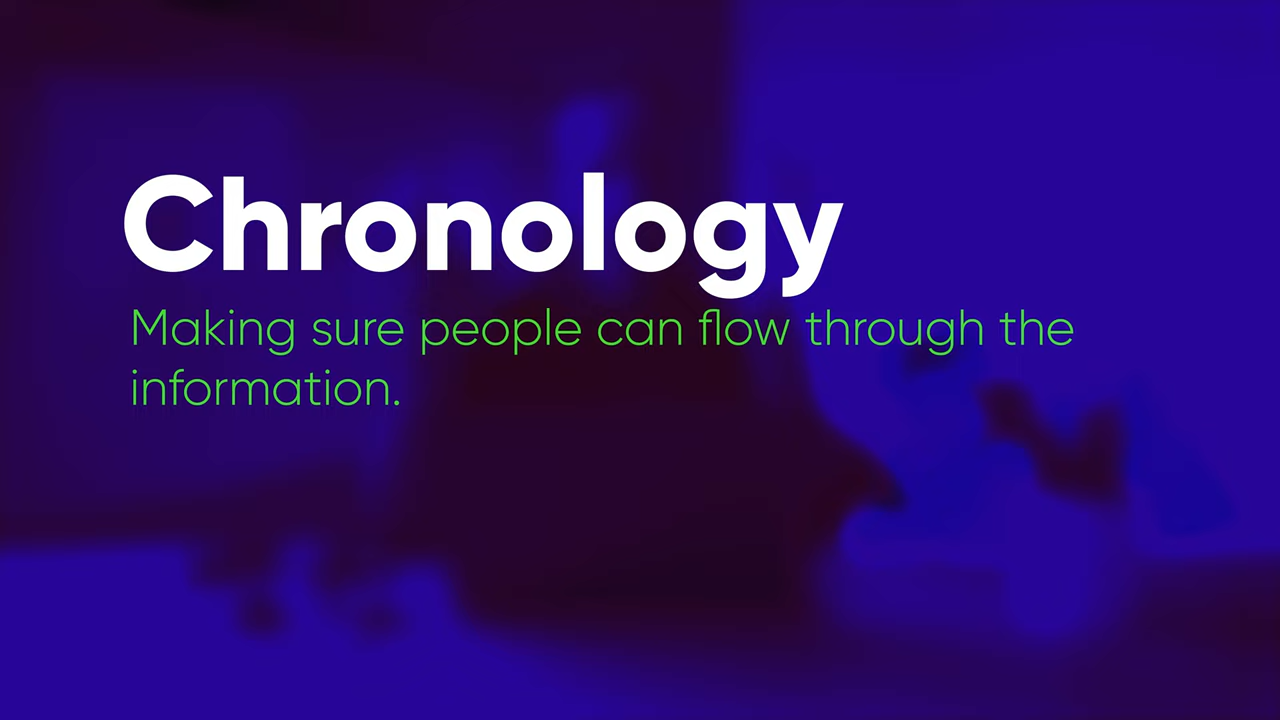 Chronology
Making sure people can flow through the
information.